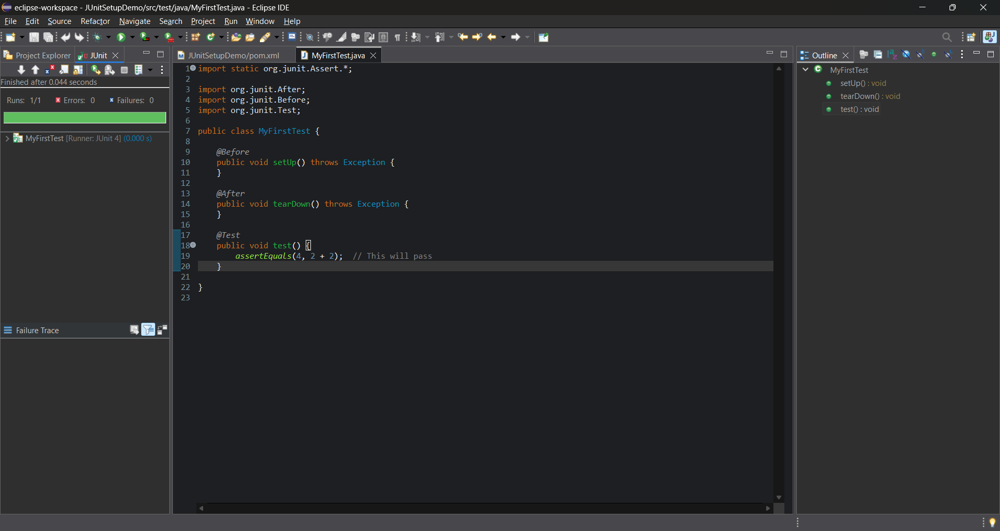 eclipse-workspace - JUnitSetupDemo/src/test/java/MyFirstTest.java - Eclipse IDE
File Edit Source Refactor Navigate Search Project Run Window Help
Project Explorer JUnit
Finished after 0.044 seconds
Runs: 1/1 Errors: 0 Failures: 0
MyFirstTest [Runner: JUnit 4] (0.000 s)
Failure Trace
JUnitSetupDemo/pom.xml MyFirstTest.java
1 import static org.junit.Assert.*;
2
3 import org.junit.After;
4 import org.junit.Before;
5 import org.junit.Test;
6
7 public class MyFirstTest {
8
9 @Before
10 public void setUp() throws Exception {
11 }
12
13 @After
14 public void tearDown() throws Exception {
15 }
16
17 @Test
18 public void test() {
19 assertEquals(4, 2 + 2); // This will pass
20 }
21
22 }
23
Outline
MyFirstTest
setUp() : void
tearDown() : void
test() : void